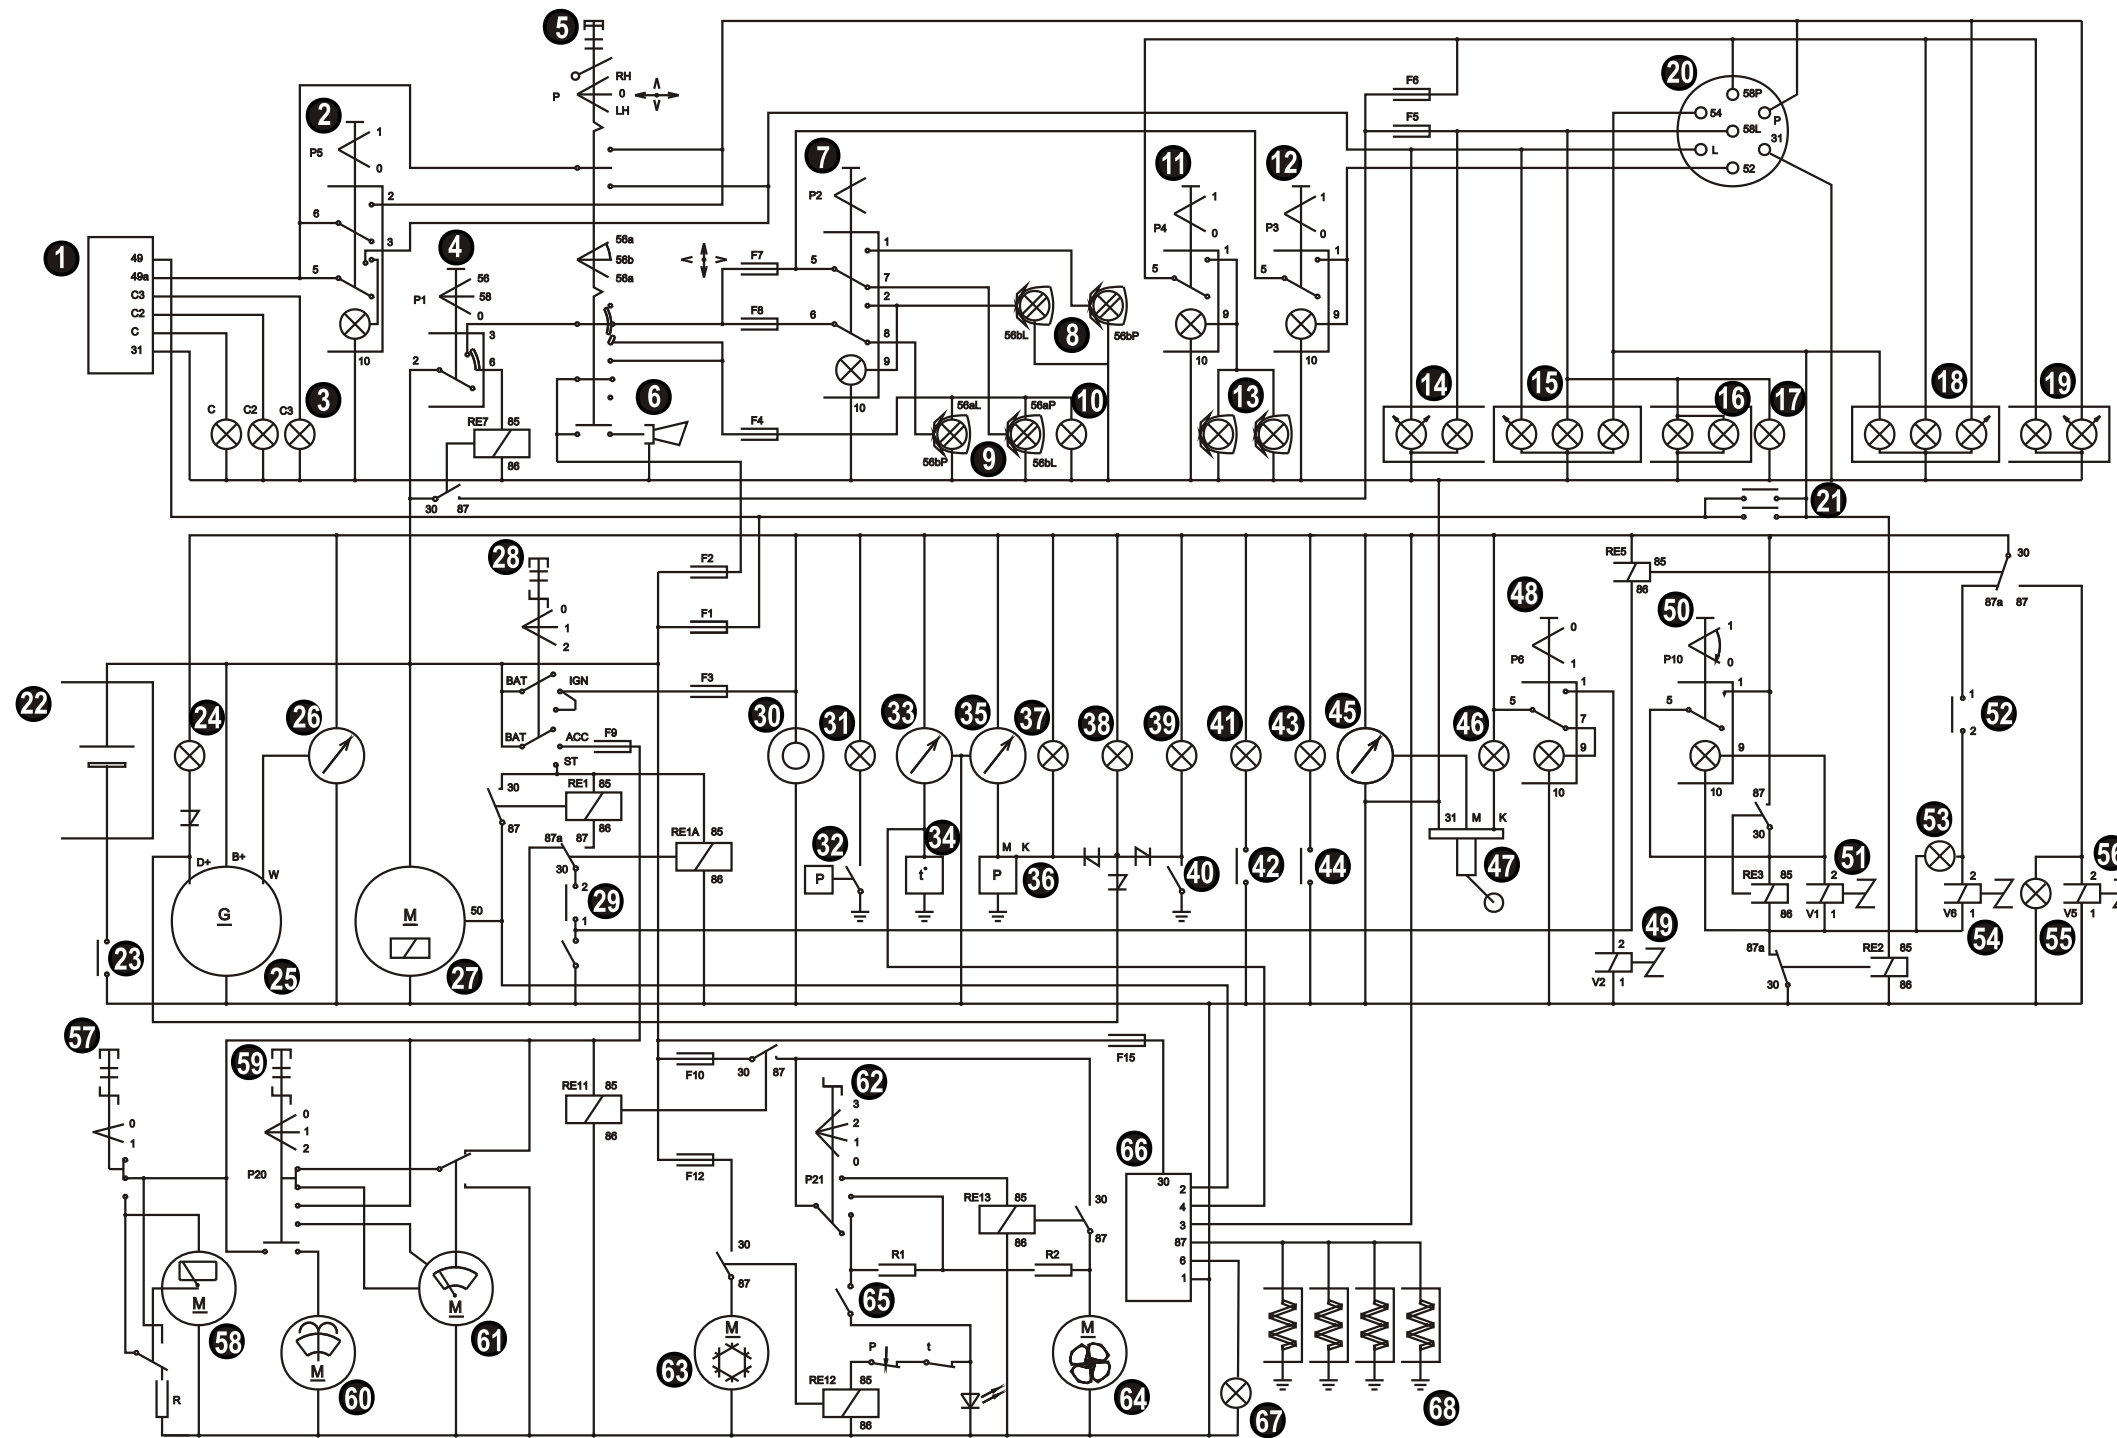 5
20
RH
P 0
LH
F6
58P
54
P
F5
58L
31
L
52
2
1
P5
0
7
11
12
P2
P4 1
0
P3 1
0
2
6
3
5
10
1
49
49a
C3
C2
C
31
4
56
P1 58
0
3
2
6
56a
56b
56a
F7
5
1
7
2
F8
6
8
9
10
5
1
9
10
5
1
9
10
56bL
8
56bP
C C2 C3 3
RE7
85
86
6
F4
56aL
56aP
10
56bP
9
56bL
13
14
15
16
17
18
19
30 87
21
28
F2
RE5
85
86
30
87a 87
0
1
2
F1
48
0
P6
1
50
1
P10
0
22
24
26
BAT IGN
F3
BAT ACC F9
ST
30
31
33
35
37
38
39
41
43
45
46
5
1
7
9
10
5
1
9
10
52
1
2
30
87
RE1 85
86
87a 87
RE1A 85
86
30
2
29
1
32
P
34
t°
M K
P
36
40
42
44
31 M K
47
87
30
53
51
56
D+ B+ W
G
25
M
50
27
23
RE3 85
86
2
V1 1
2
V6 1
54
55
2
V5 1
2
49
V2 1
87a
30
RE2 85
86
57
59
0
1
0
1
2
P20
RE11 85
86
F10
30 87
F15
62
3
2
1
0
P21
F12
66
30
2
4
3
87
6
1
RE13 85
86
30
87
30
87
R1
R2
65
M
58
M
60
M
61
R
M
63
P t
RE12 85
86
M
64
67
68